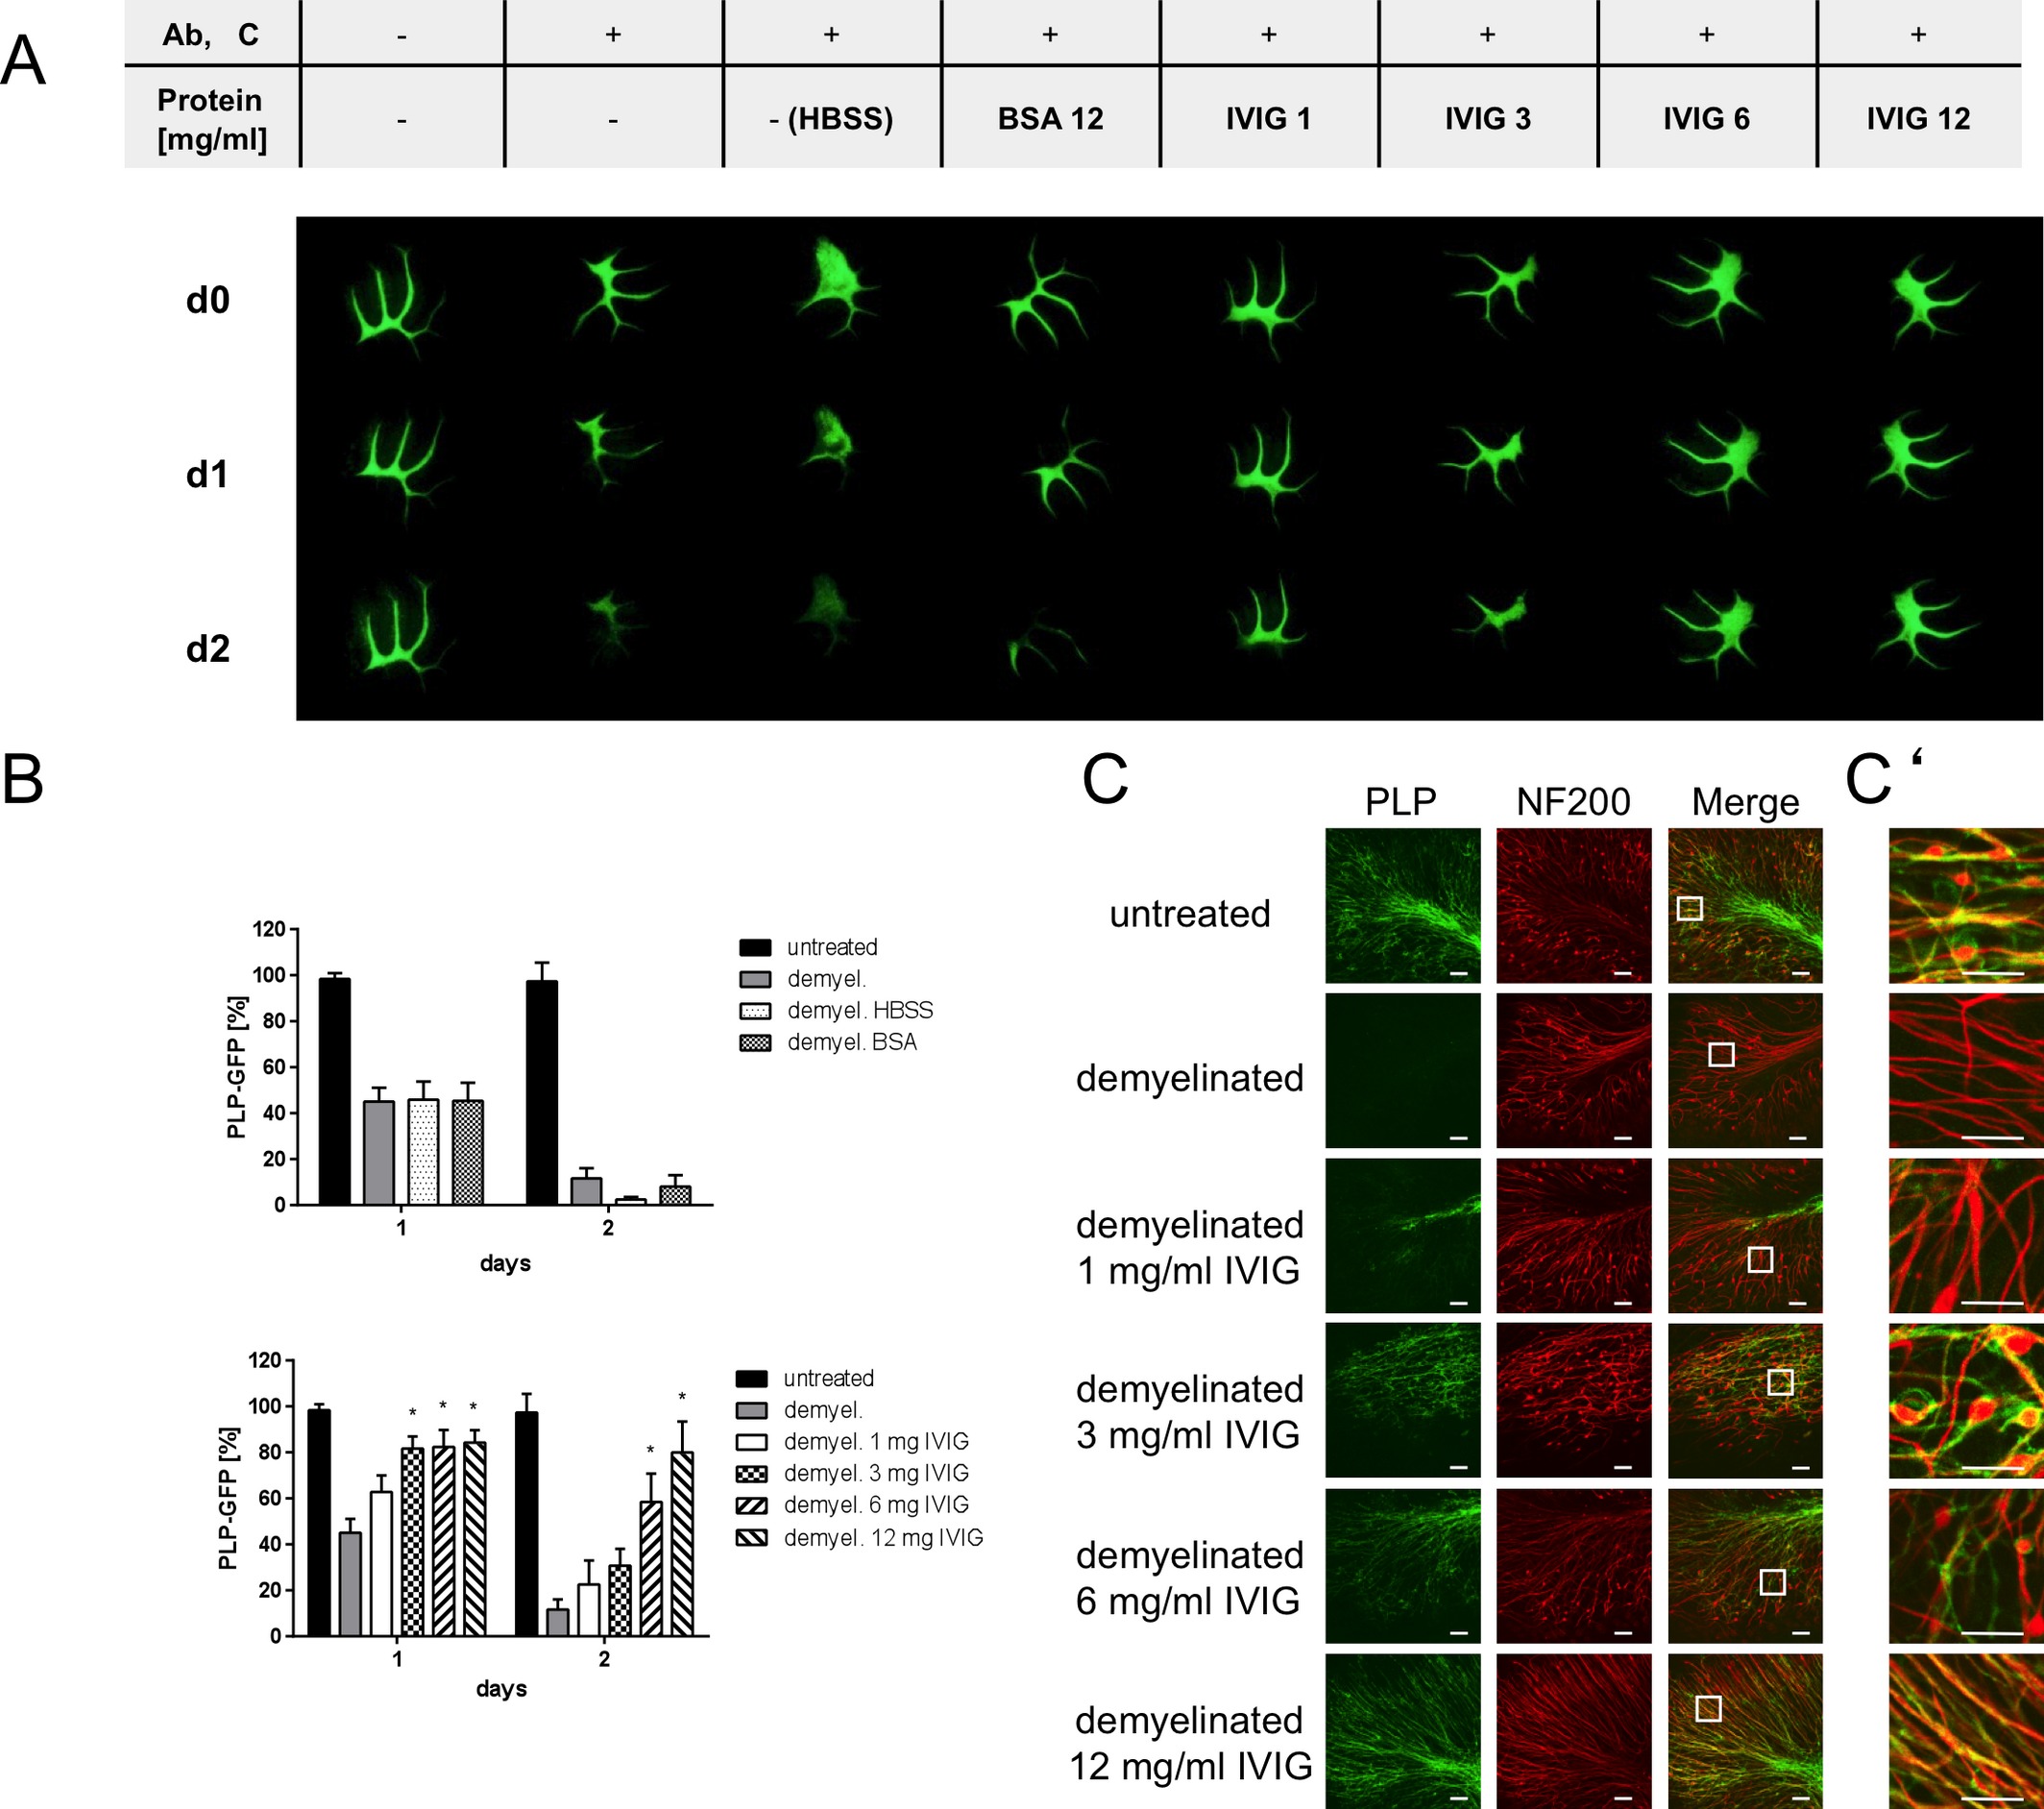 A
Ab, C - + + + + + + +
Protein [mg/ml] - - - (HBSS) BSA 12 IVIG 1 IVIG 3 IVIG 6 IVIG 12
d0
d1
d2
B
120
100
80
60
40
20
0
PLP-GFP [%]
1 2
days
untreated
demyel.
demyel. HBSS
demyel. BSA
120
100
80
60
40
20
0
PLP-GFP [%]
* * * * *
1 2
days
untreated
demyel.
demyel. 1 mg IVIG
demyel. 3 mg IVIG
demyel. 6 mg IVIG
demyel. 12 mg IVIG
C C ‘
PLP NF200 Merge
untreated
demyelinated
demyelinated
1 mg/ml IVIG
demyelinated
3 mg/ml IVIG
demyelinated
6 mg/ml IVIG
demyelinated
12 mg/ml IVIG